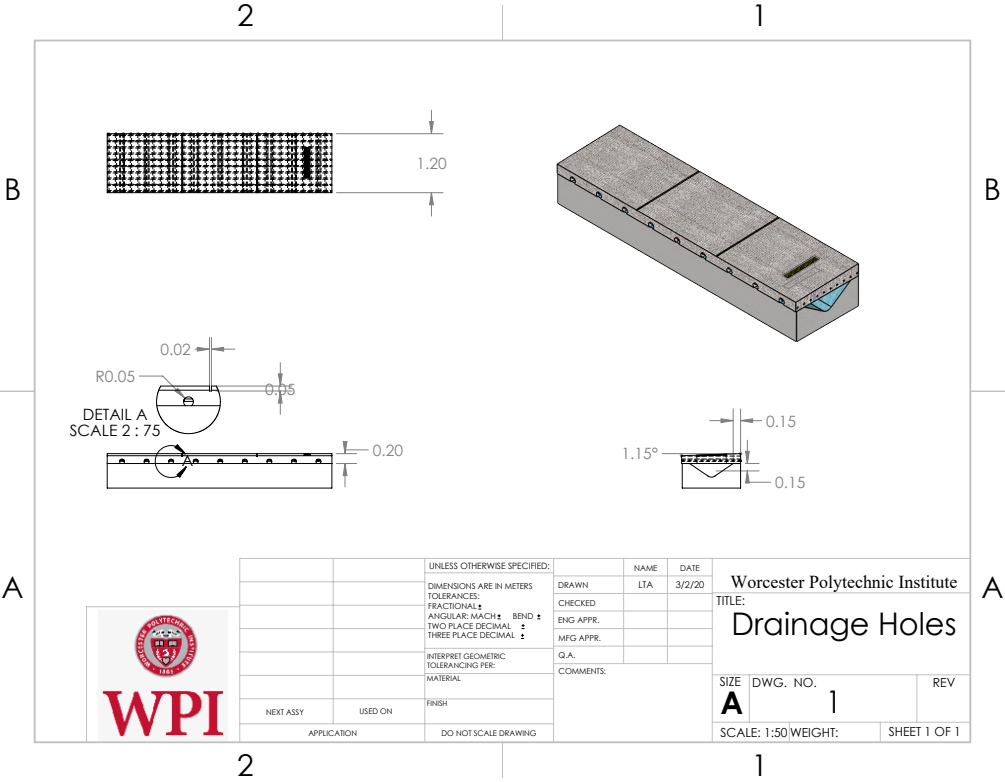 2
1
B
B
1.20
0.02
R0.05
0.05
DETAIL A
SCALE 2 : 75
A
0.20
0.15
1.15°
0.15
A
A
UNLESS OTHERWISE SPECIFIED:
DIMENSIONS ARE IN METERS
TOLERANCES:
FRACTIONAL ±
ANGULAR: MACH ± BEND ±
TWO PLACE DECIMAL ±
THREE PLACE DECIMAL ±
INTERPRET GEOMETRIC
TOLERANCING PER:
MATERIAL
FINISH
DO NOT SCALE DRAWING
NEXT ASSY
USED ON
APPLICATION
NAME
DATE
DRAWN
LTA
3/2/20
CHECKED
ENG APPR.
MFG APPR.
Q.A.
COMMENTS:
Worcester Polytechnic Institute
TITLE:
Drainage Holes
SIZE
A
DWG. NO.
1
REV
SCALE: 1:50
WEIGHT:
SHEET 1 OF 1
WORCESTER POLYTECHNIC INSTITUTE
1865
WPI
2
1